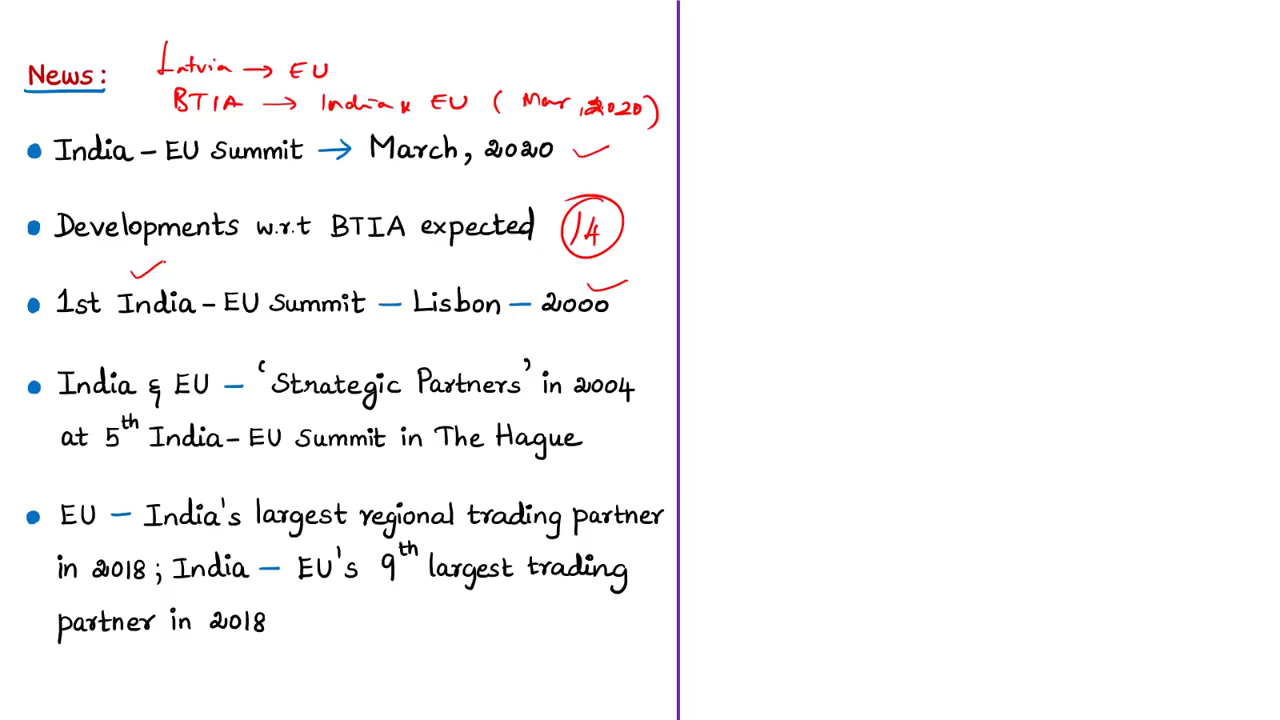 News:
Latvia → EU
BTIA → India & EU ( Mar, 2020)
• India – EU Summit → March, 2020 ✓
• Developments w.r.t BTIA expected 14
• 1st India – EU Summit – Lisbon – 2000
• India & EU – ‘Strategic Partners’ in 2004
at 5th India – EU Summit in The Hague
• EU – India's largest regional trading partner
in 2018; India – EU's 9th largest trading
partner in 2018